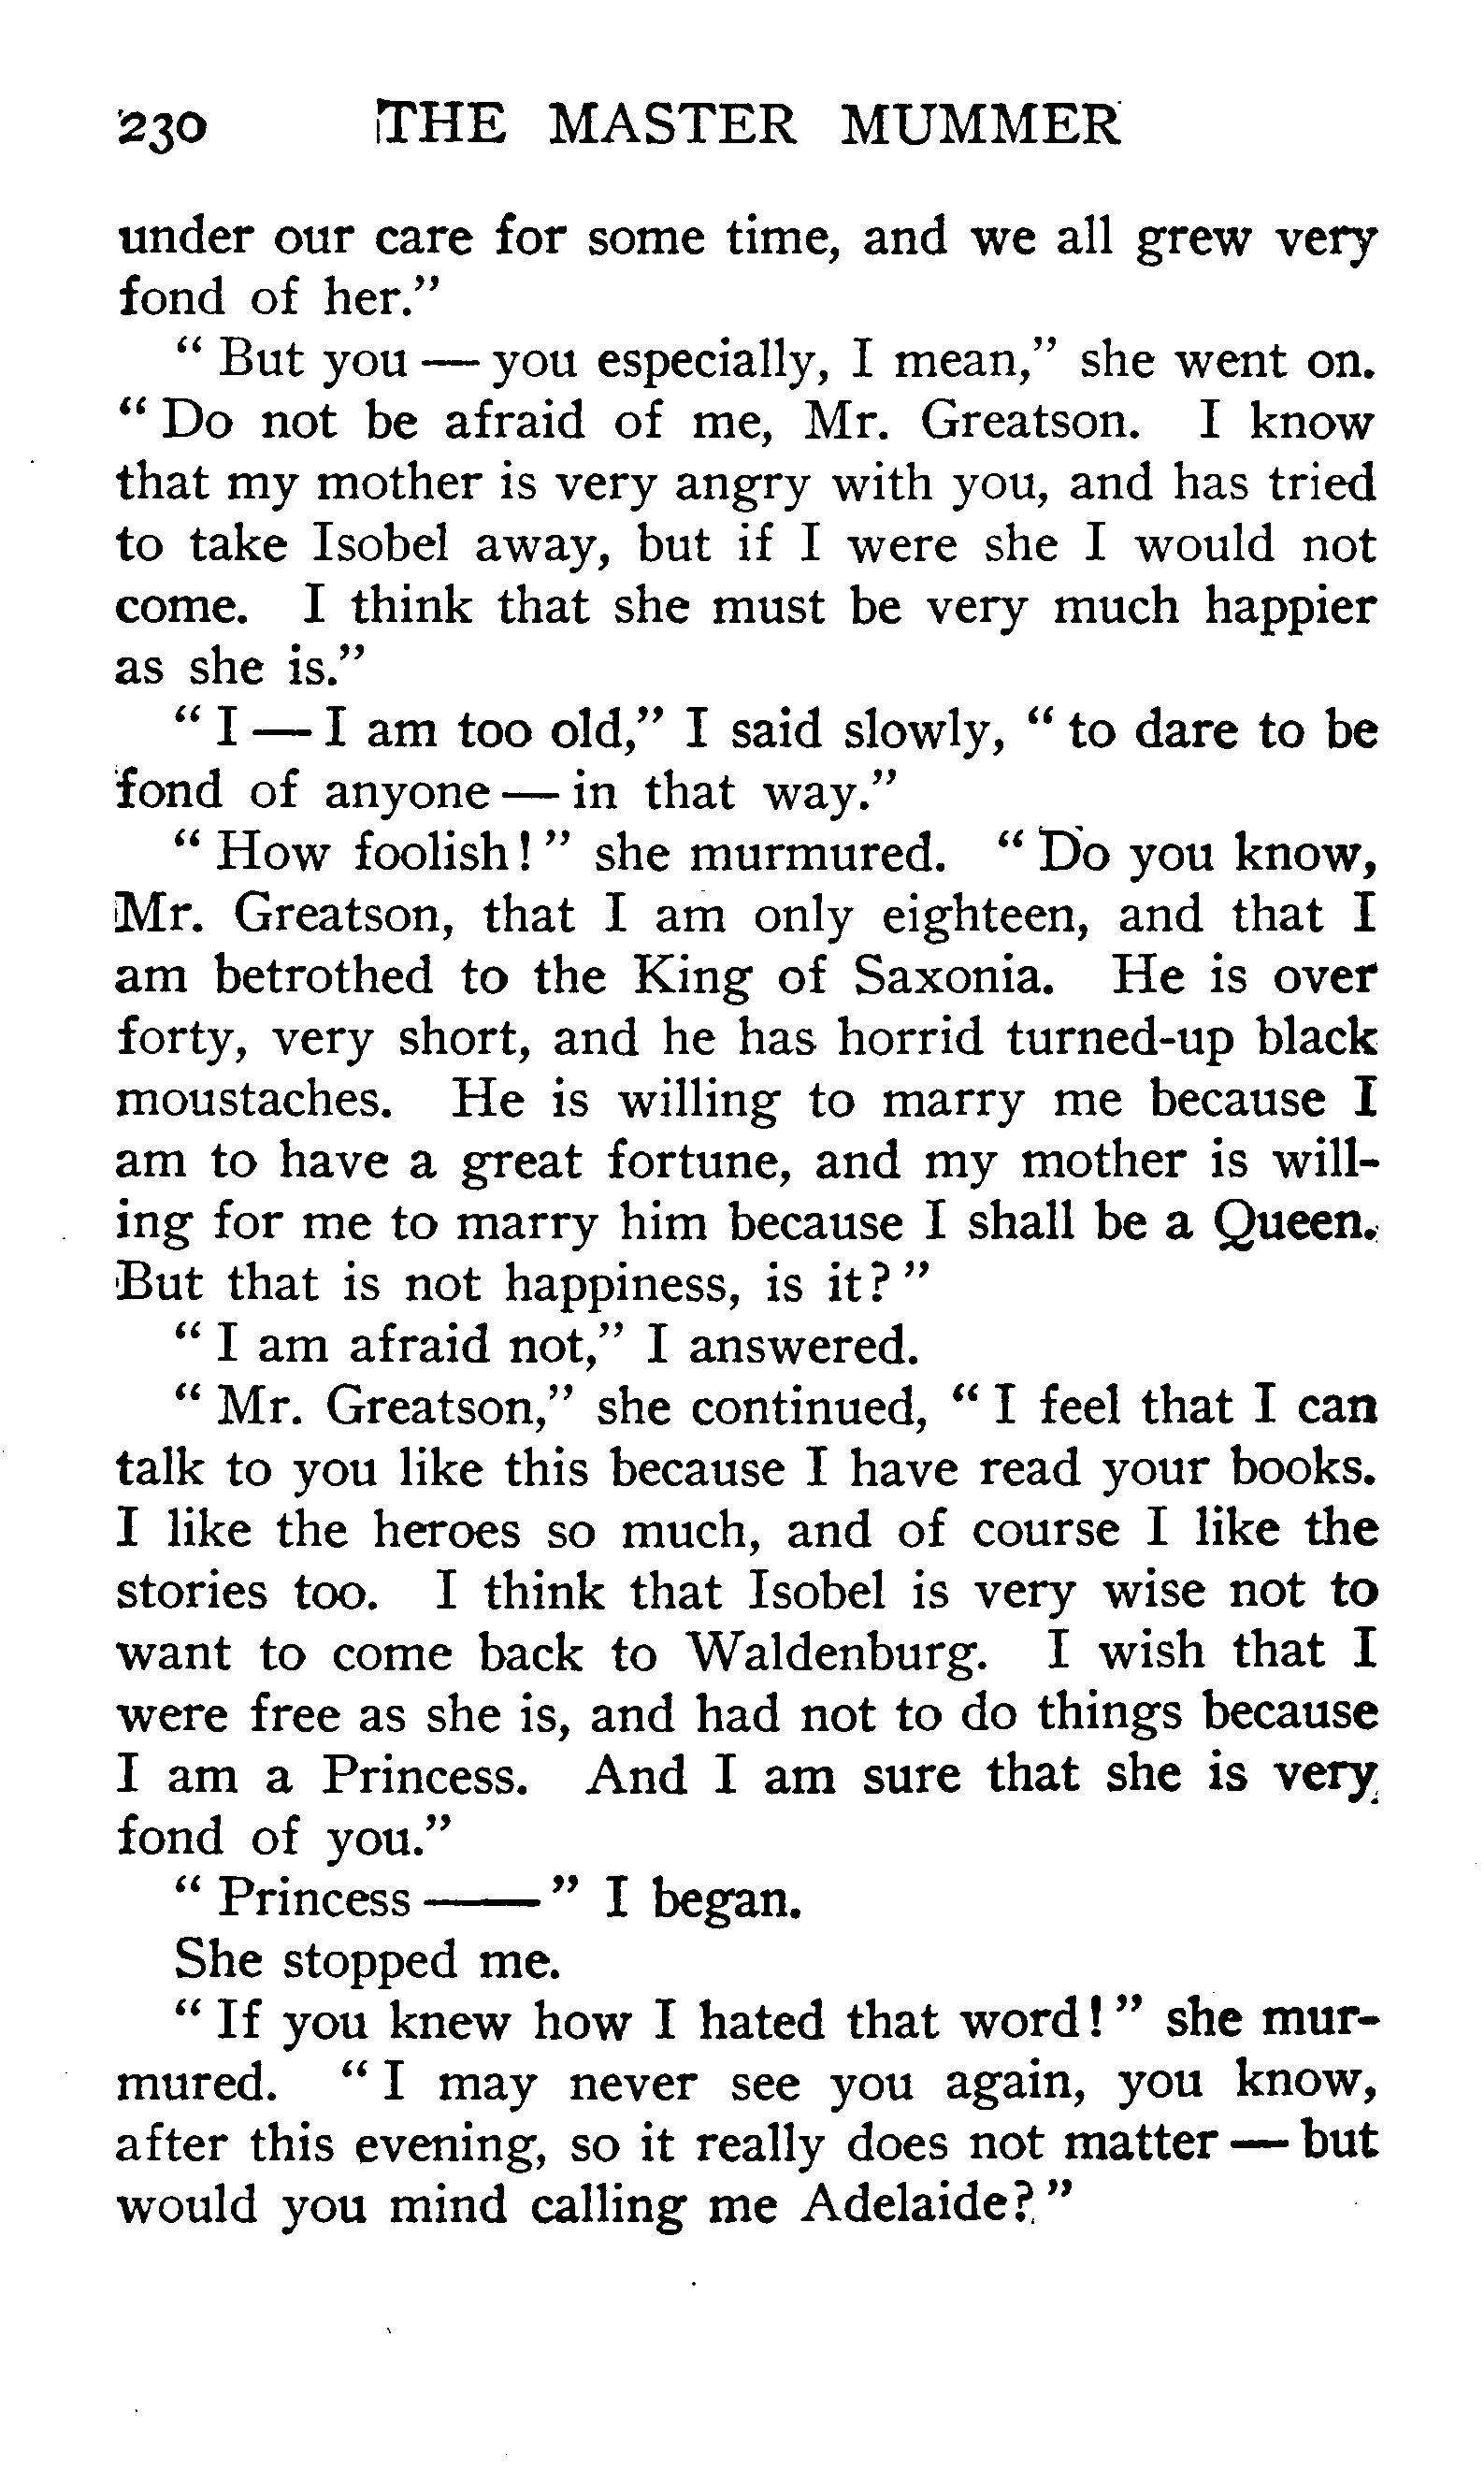 230 THE MASTER MUMMER
under our care for some time, and we all grew very
fond of her."
" But you — you especially, I mean," she went on.
" Do not be afraid of me, Mr. Greatson. I know
that my mother is very angry with you, and has tried
to take Isobel away, but if I were she I would not
come. I think that she must be very much happier
as she is."
" I — I am too old," I said slowly, " to dare to be
fond of anyone — in that way."
" How foolish! " she murmured. " Do you know,
Mr. Greatson, that I am only eighteen, and that I
am betrothed to the King of Saxonia. He is over
forty, very short, and he has horrid turned-up black
moustaches. He is willing to marry me because I
am to have a great fortune, and my mother is will-
ing for me to marry him because I shall be a Queen.
But that is not happiness, is it? "
" I am afraid not," I answered.
" Mr. Greatson," she continued, " I feel that I can
talk to you like this because I have read your books.
I like the heroes so much, and of course I like the
stories too. I think that Isobel is very wise not to
want to come back to Waldenburg. I wish that I
were free as she is, and had not to do things because
I am a Princess. And I am sure that she is very
fond of you."
" Princess —— " I began.
She stopped me.
" If you knew how I hated that word! " she mur-
mured. " I may never see you again, you know,
after this evening, so it really does not matter — but
would you mind calling me Adelaide? "